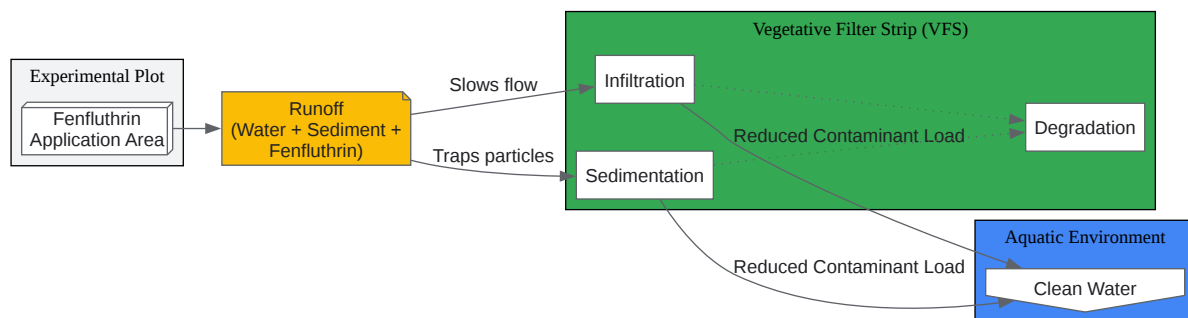 Experimental Plot
Fenfluthrin
Application Area
Runoff
(Water + Sediment +
Fenfluthrin)
Slows flow
Traps particles
Vegetative Filter Strip (VFS)
Infiltration
Sedimentation
Reduced Contaminant Load
Degradation
Reduced Contaminant Load
Aquatic Environment
Clean Water